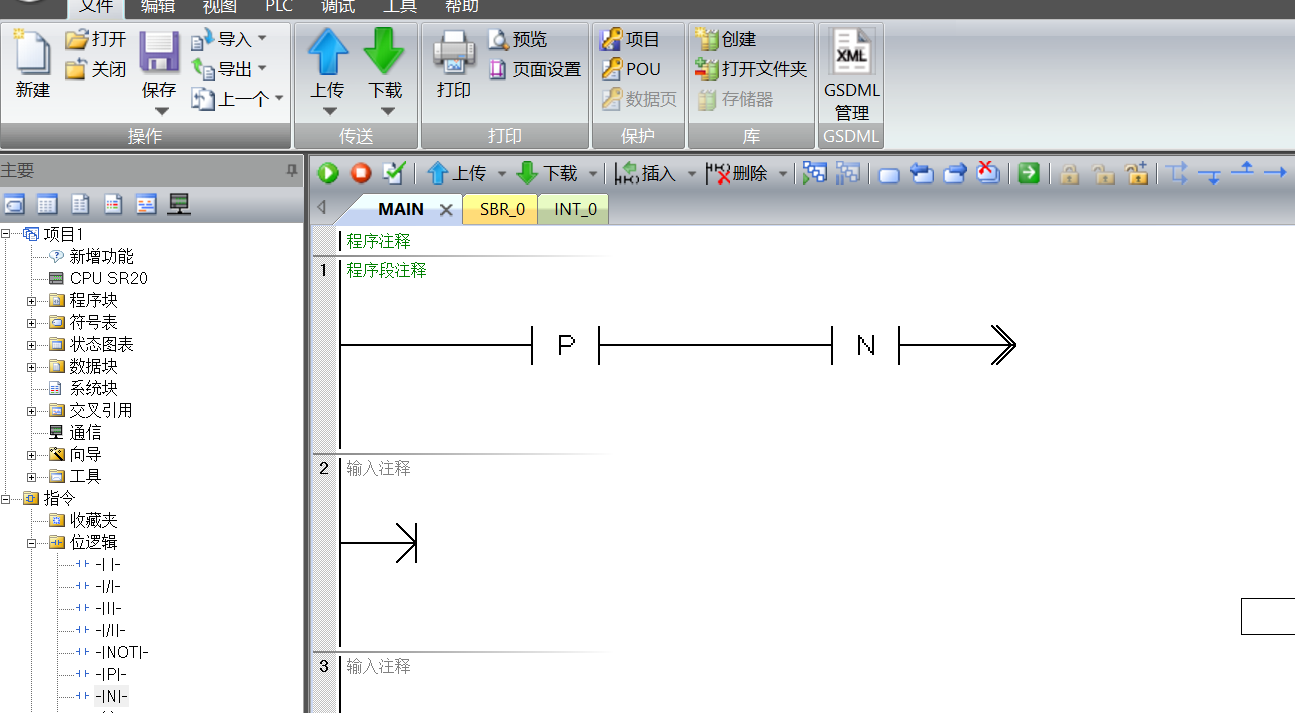 文件 编辑 视图 PLC 调试 工具 帮助
新建 打开 关闭 保存 导入 导出 上一个 操作
上传 下载 传送
打印 预览 页面设置 打印
项目 POU 数据页 保护
创建 打开文件夹 存储器 库
XML GSDML 管理 GSDML
主要
上传 下载 插入 删除
MAIN SBR_0 INT_0
项目1
新增功能
CPU SR20
程序块
符号表
状态图表
数据块
系统块
交叉引用
通信
向导
工具
指令
收藏夹
位逻辑
-| |-
-|/|-
-|I|-
-|/I|-
-|NOT|-
-|P|-
-|N|-
程序注释
1 程序段注释
P N
2 输入注释
3 输入注释